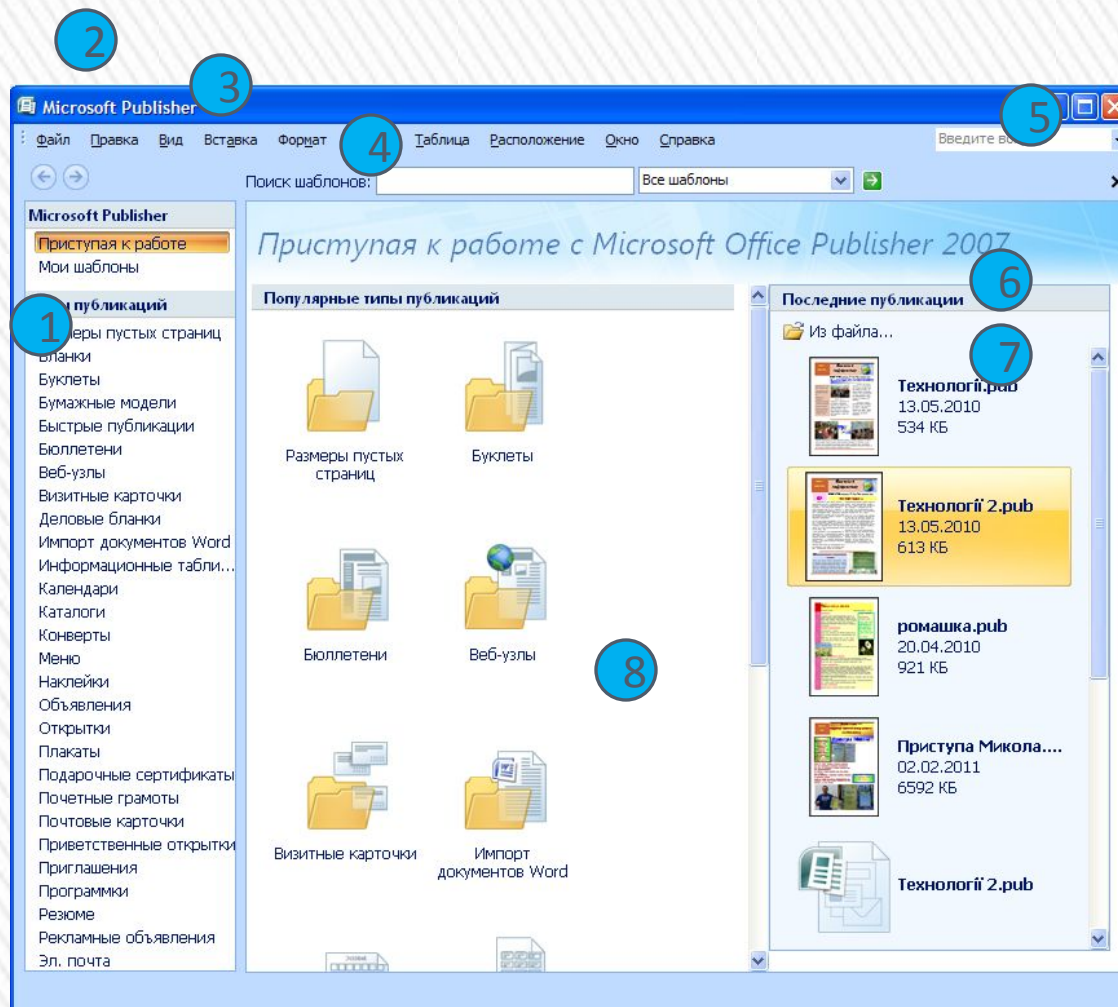 2
3
Microsoft Publisher
5
Файл Правка Вид Вставка Формат 4 Таблица Расположение Окно Справка
Введите
Поиск шаблонов: Все шаблоны
Microsoft Publisher
Приступая к работе
Мои шаблоны
публикаций
1
пустых страниц
Бланки
Буклеты
Бумажные модели
Быстрые публикации
Бюллетени
Веб-узлы
Визитные карточки
Деловые бланки
Импорт документов Word
Информационные табли...
Календари
Каталоги
Конверты
Меню
Наклейки
Объявления
Открытки
Плакаты
Подарочные сертификаты
Почетные грамоты
Почтовые карточки
Приветственные открытки
Приглашения
Программки
Резюме
Рекламные объявления
Эл. почта
Приступая к работе с Microsoft Office Publisher 2007
Популярные типы публикаций
Размеры пустых
страниц
Буклеты
Бюллетени
Веб-узлы
8
Визитные карточки
Импорт
документов Word
6
Последние публикации
Из файла...
7
Технології.pub
13.05.2010
534 КБ
Технології 2.pub
13.05.2010
613 КБ
ромашка.pub
20.04.2010
921 КБ
Приступа Микола....
02.02.2011
6592 КБ
Технології 2.pub